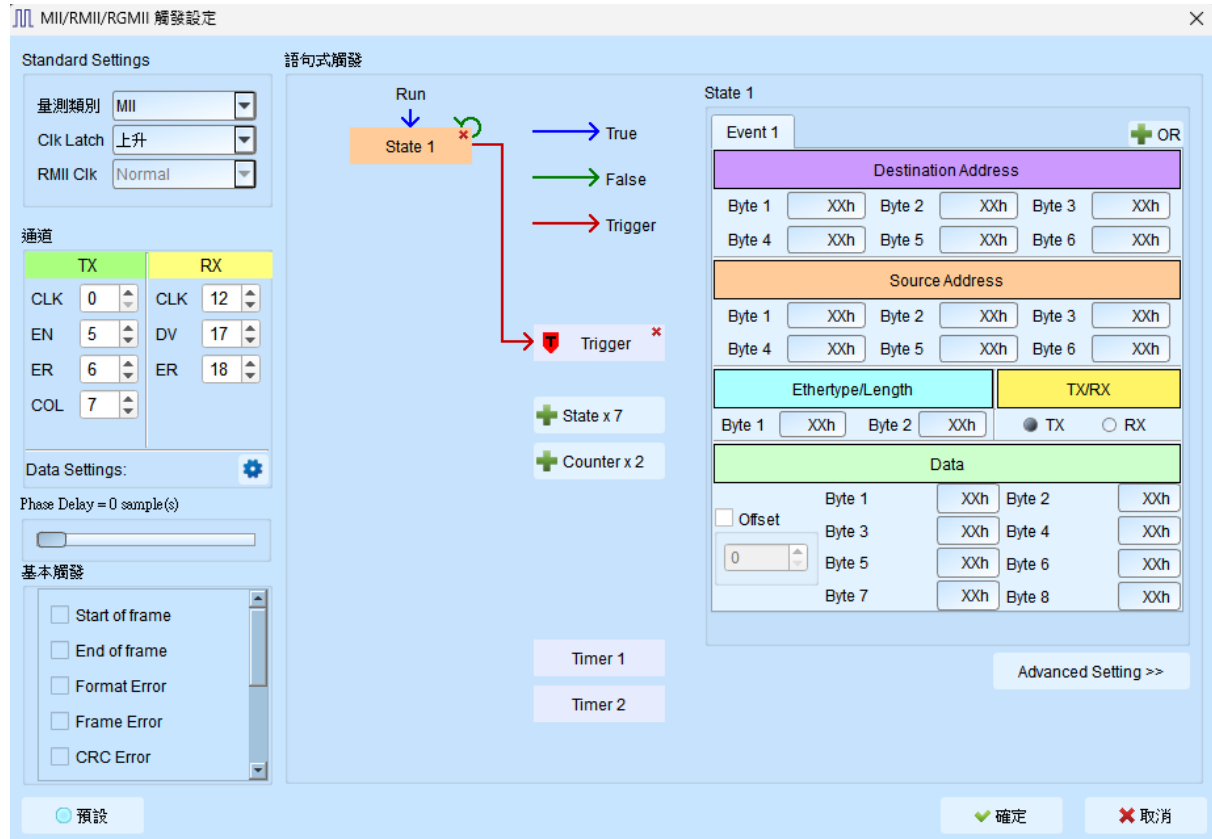 MII/RMII/RGMII 觸發設定
Standard Settings
量測類別 MII
Clk Latch 上升
RMII Clk Normal
通道
TX RX
CLK 0 CLK 12
EN 5 DV 17
ER 6 ER 18
COL 7
Data Settings:
Phase Delay = 0 sample(s)
基本觸發
Start of frame
End of frame
Format Error
Frame Error
CRC Error
預設
語句式觸發
Run
State 1
True
False
Trigger
T Trigger
State x 7
Counter x 2
Timer 1
Timer 2
State 1
Event 1 OR
Destination Address
Byte 1 XXh Byte 2 XXh Byte 3 XXh
Byte 4 XXh Byte 5 XXh Byte 6 XXh
Source Address
Byte 1 XXh Byte 2 XXh Byte 3 XXh
Byte 4 XXh Byte 5 XXh Byte 6 XXh
Ethertype/Length TX/RX
Byte 1 XXh Byte 2 XXh TX RX
Data
Offset
0
Byte 1 XXh Byte 2 XXh
Byte 3 XXh Byte 4 XXh
Byte 5 XXh Byte 6 XXh
Byte 7 XXh Byte 8 XXh
Advanced Setting >>
確定 取消